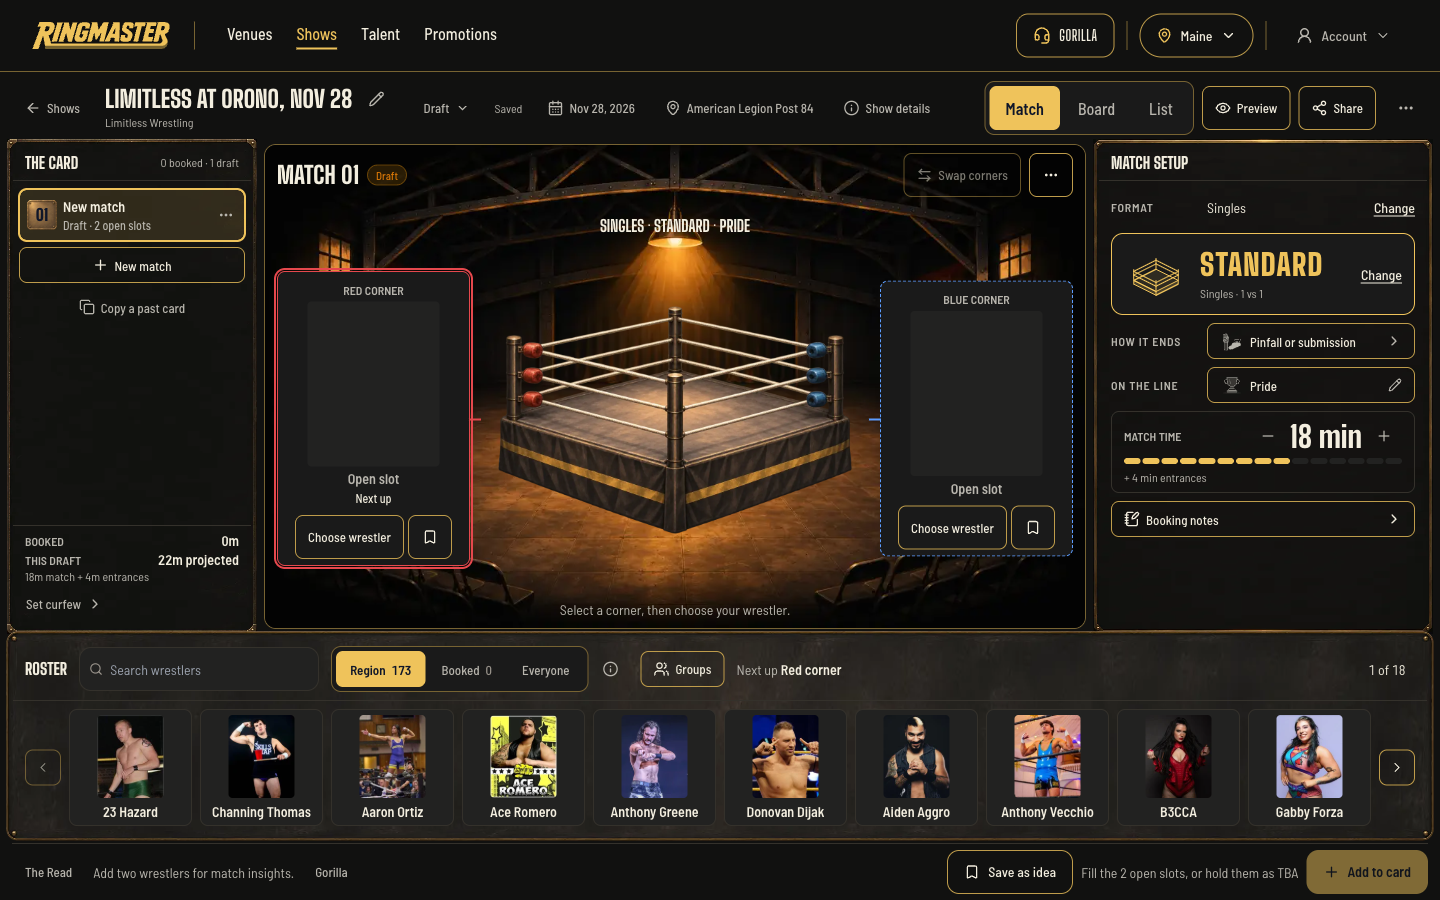 RINGMASTER
Venues
Shows
Talent
Promotions
GORILLA
Maine
Account
Shows
LIMITLESS AT ORONO, NOV 28
Limitless Wrestling
Draft
Saved
Nov 28, 2026
American Legion Post 84
Show details
Match
Board
List
Preview
Share
THE CARD
0 booked · 1 draft
01
New match
Draft · 2 open slots
New match
Copy a past card
BOOKED
0m
THIS DRAFT
22m projected
18m match + 4m entrances
Set curfew
MATCH 01
Draft
Swap corners
SINGLES · STANDARD · PRIDE
RED CORNER
Open slot
Next up
Choose wrestler
BLUE CORNER
Open slot
Choose wrestler
Select a corner, then choose your wrestler.
MATCH SETUP
FORMAT
Singles
Change
STANDARD
Singles · 1 vs 1
Change
HOW IT ENDS
Pinfall or submission
ON THE LINE
Pride
MATCH TIME
18 min
+ 4 min entrances
Booking notes
ROSTER
Search wrestlers
Region 173
Booked 0
Everyone
Groups
Next up Red corner
1 of 18
ACE
ROMERO
23 Hazard
Channing Thomas
Aaron Ortiz
Ace Romero
Anthony Greene
Donovan Dijak
Aiden Aggro
Anthony Vecchio
B3CCA
Gabby Forza
The Read
Add two wrestlers for match insights.
Gorilla
Save as idea
Fill the 2 open slots, or hold them as TBA
Add to card